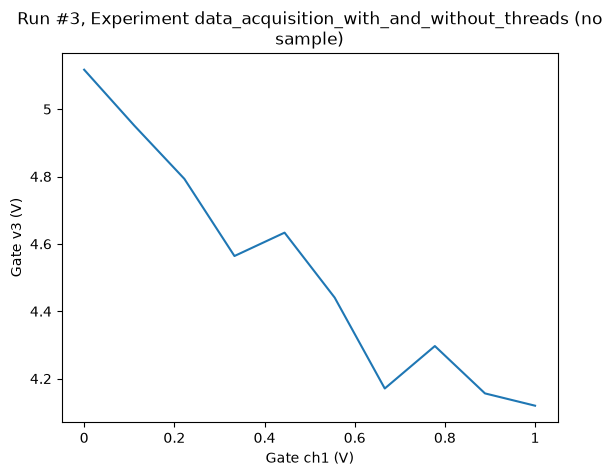 Run #3, Experiment data_acquisition_with_and_without_threads (no
sample)
5
4.8
4.6
4.4
4.2
Gate v3 (V)
0
0.2
0.4
0.6
0.8
1
Gate ch1 (V)